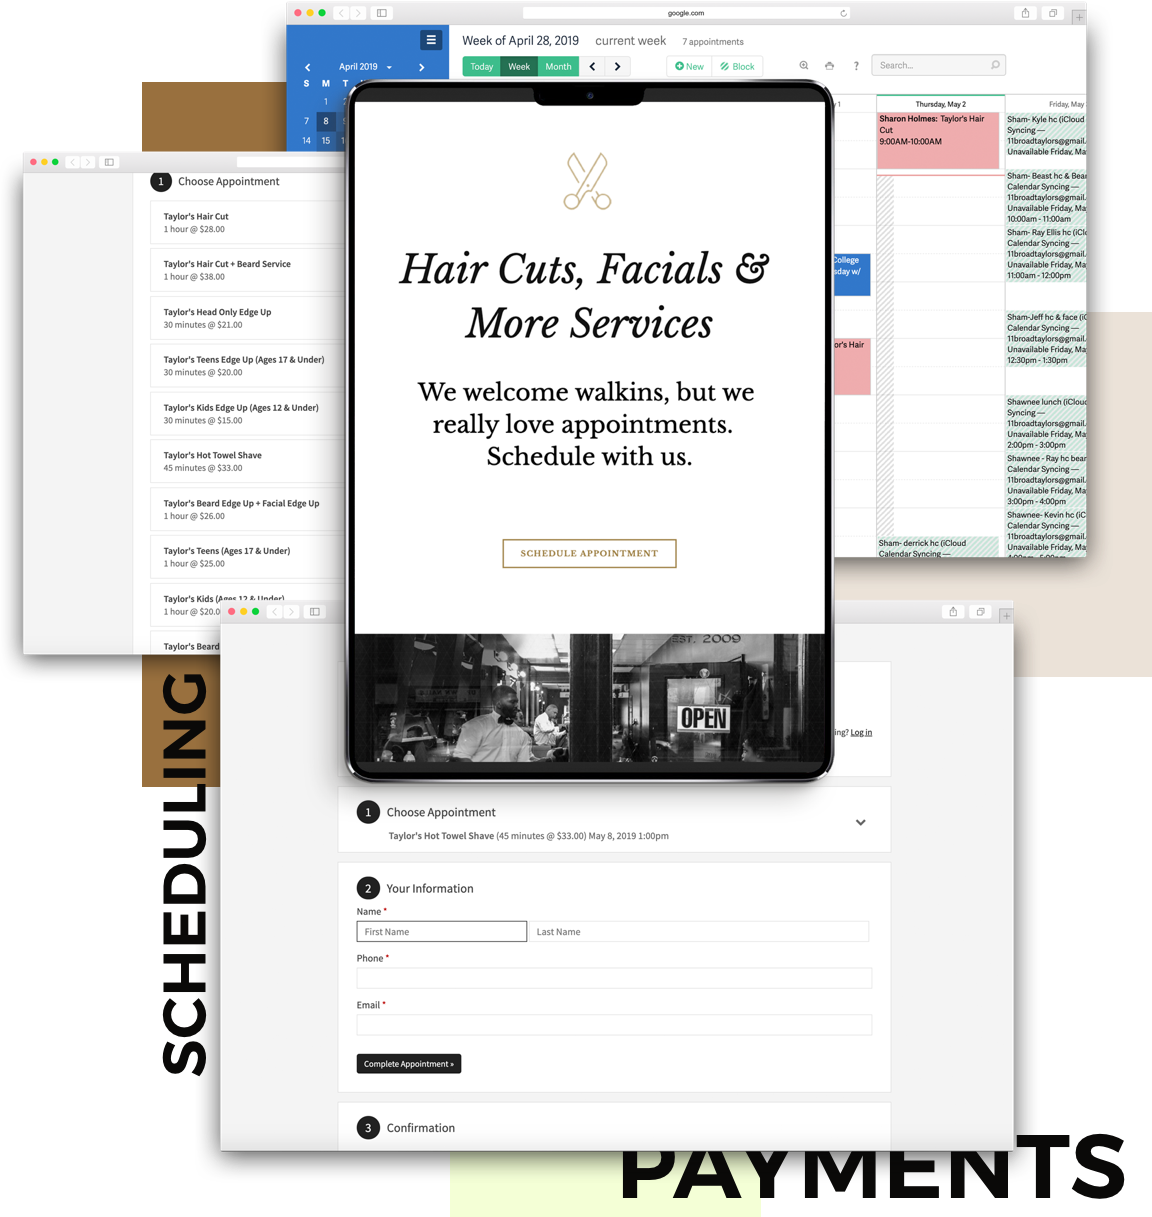 google.com
Week of April 28, 2019 current week 7 appointments
April 2019
Today Week Month
New Block
? Search...
S M T
1
7 8
14 15
Thursday, May 2
Friday, May
Sharon Holmes: Taylor's Hair
Cut
9:00AM-10:00AM
College
sday w/
or's Hair
Sham- derrick hc (iCloud
Calendar Syncing —
Sham- Kyle hc (iCloud
Syncing —
11broadtaylors@gmail.
Unavailable Friday, Ma
Sham- Beast hc & Bear
Calendar Syncing —
11broadtaylors@gmail.
Unavailable Friday, Ma
10:00am - 11:00am
Sham- Ray Ellis hc (iClo
Calendar Syncing —
11broadtaylors@gmail.
Unavailable Friday, Ma
11:00am - 12:00pm
Sham-Jeff hc & face (iC
Calendar Syncing —
11broadtaylors@gmail.
Unavailable Friday, Ma
12:30pm - 1:30pm
Shawnee lunch (iCloud
Syncing —
11broadtaylors@gmail.
Unavailable Friday, Ma
2:00pm - 3:00pm
Shawnee - Ray hc bear
Calendar Syncing —
11broadtaylors@gmail.
Unavailable Friday, Ma
3:00pm - 4:00pm
Shawnee- Kevin hc (iC
Calendar Syncing —
11broadtaylors@gmail.
Unavailable Friday, Ma
4:00pm - 5:00pm
1 Choose Appointment
Taylor's Hair Cut
1 hour @ $28.00
Taylor's Hair Cut + Beard Service
1 hour @ $38.00
Taylor's Head Only Edge Up
30 minutes @ $21.00
Taylor's Teens Edge Up (Ages 17 & Under)
30 minutes @ $20.00
Taylor's Kids Edge Up (Ages 12 & Under)
30 minutes @ $15.00
Taylor's Hot Towel Shave
45 minutes @ $33.00
Taylor's Beard Edge Up + Facial Edge Up
1 hour @ $26.00
Taylor's Teens (Ages 17 & Under)
1 hour @ $25.00
Taylor's Kids (Ages 12 & Under)
1 hour @ $20.0
Taylor's Beard
Hair Cuts, Facials &
More Services
We welcome walkins, but we
really love appointments.
Schedule with us.
SCHEDULE APPOINTMENT
EST. 2009
OPEN
ing? Log in
1 Choose Appointment
Taylor's Hot Towel Shave (45 minutes @ $33.00) May 8, 2019 1:00pm
2 Your Information
Name *
First Name Last Name
Phone *
Email *
Complete Appointment »
3 Confirmation
SCHEDULING
PAYMENTS